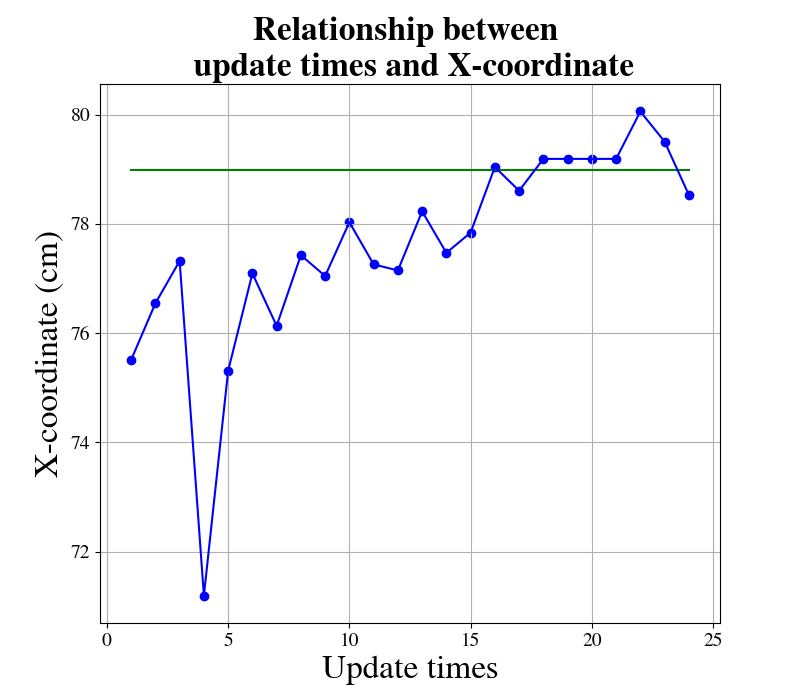 Relationship between
update times and X-coordinate
X-coordinate (cm)
80
78
76
74
72
0 5 10 15 20 25
Update times